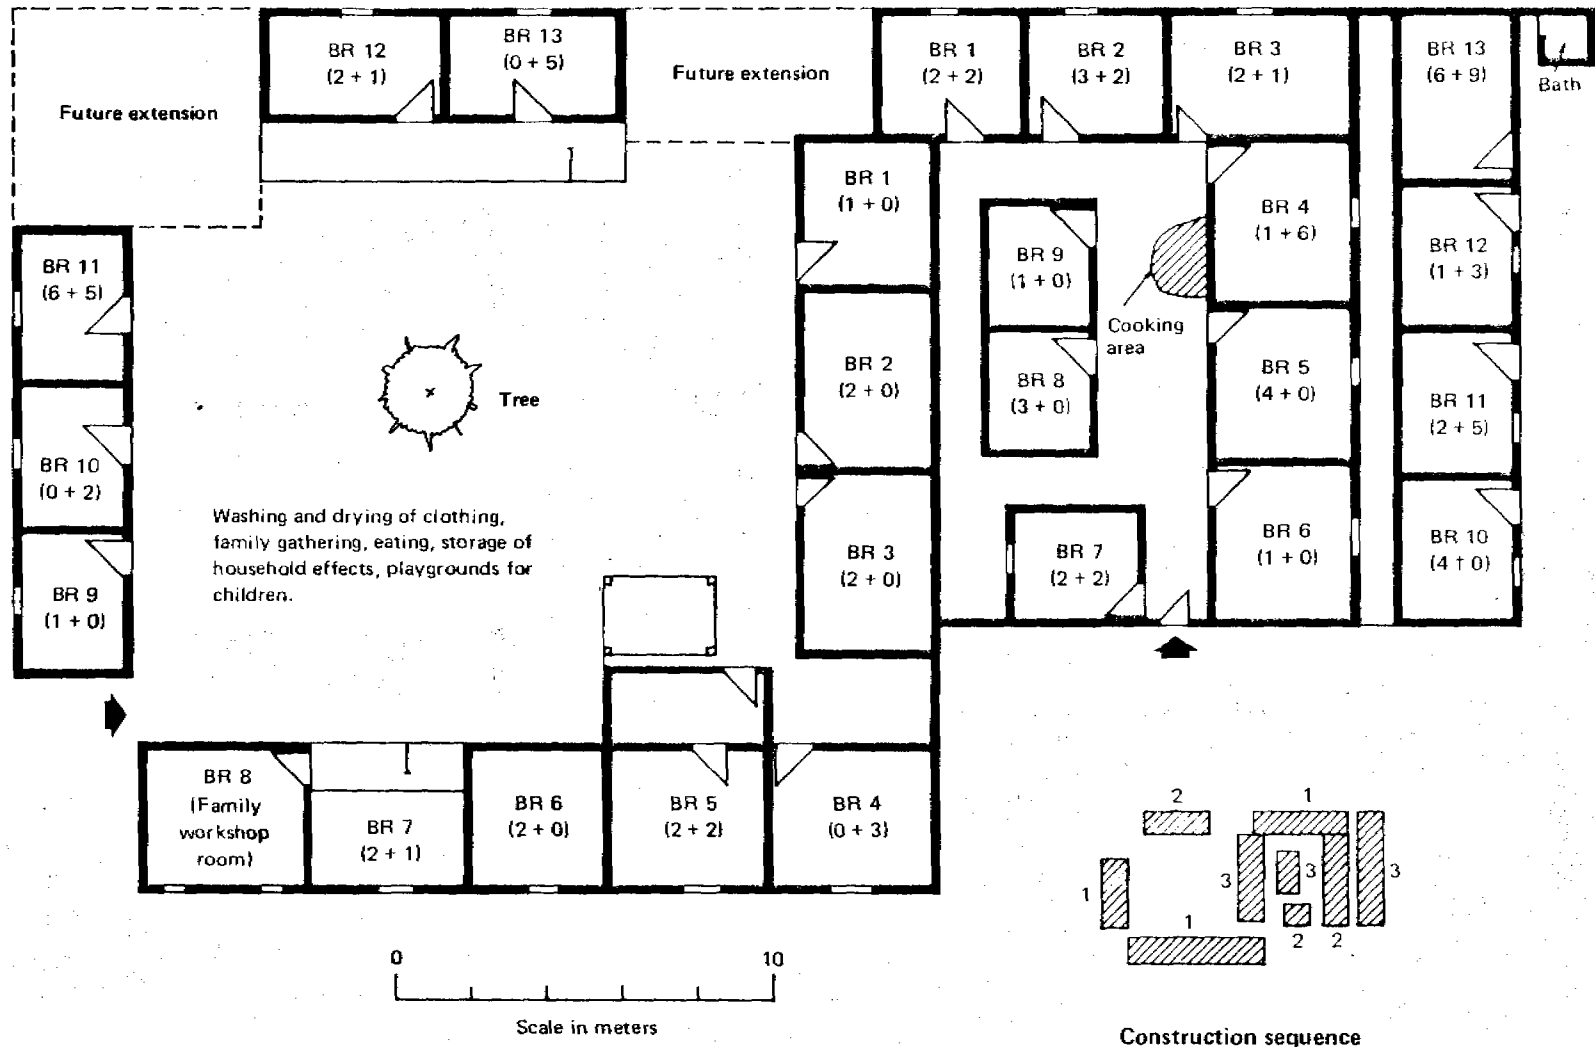 BR 12
(2 + 1)
BR 13
(0 + 5)
Future extension
Future extension
BR 1
(2 + 2)
BR 2
(3 + 2)
BR 3
(2 + 1)
BR 13
(6 + 9)
Bath
BR 11
(6 + 5)
BR 10
(0 + 2)
BR 9
(1 + 0)
Tree
Washing and drying of clothing,
family gathering, eating, storage of
household effects, playgrounds for
children.
BR 1
(1 + 0)
BR 2
(2 + 0)
BR 3
(2 + 0)
BR 9
(1 + 0)
BR 8
(3 + 0)
Cooking
area
BR 7
(2 + 2)
BR 4
(1 + 6)
BR 5
(4 + 0)
BR 6
(1 + 0)
BR 12
(1 + 3)
BR 11
(2 + 5)
BR 10
(4 + 0)
BR 8
(Family
workshop
room)
BR 7
(2 + 1)
BR 6
(2 + 0)
BR 5
(2 + 2)
BR 4
(0 + 3)
0 10
Scale in meters
2 1
1 3 3 3
1 2 2
Construction sequence